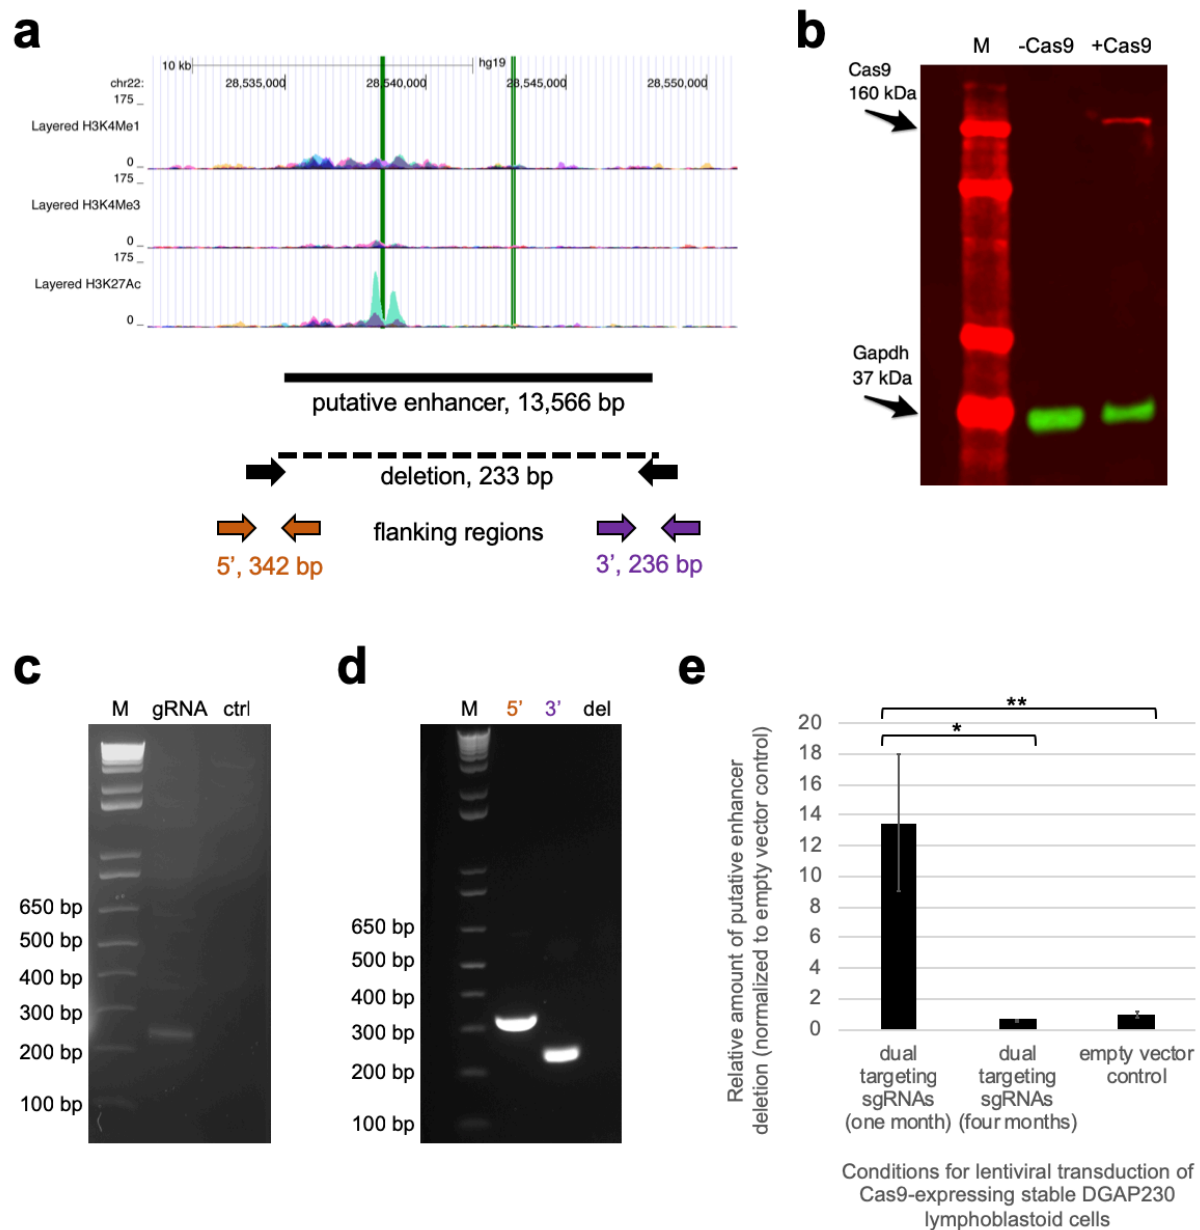 a
10 kb
hg19
chr22:
28,535,000
28,540,000
28,545,000
28,550,000
175
Layered H3K4Me1
0
175
Layered H3K4Me3
0
175
Layered H3K27Ac
0
putative enhancer, 13,566 bp
deletion, 233 bp
flanking regions
5’, 342 bp
3’, 236 bp
b
M -Cas9 +Cas9
Cas9
160 kDa
Gapdh
37 kDa
c
M gRNA ctrl
650 bp
500 bp
400 bp
300 bp
200 bp
100 bp
d
M 5’ 3’ del
650 bp
500 bp
400 bp
300 bp
200 bp
100 bp
e
Relative amount of putative enhancer
deletion (normalized to empty vector control)
**
*
20
18
16
14
12
10
8
6
4
2
0
dual
targeting
sgRNAs
(one month)
dual
targeting
sgRNAs
(four months)
empty vector
control
Conditions for lentiviral transduction of
Cas9-expressing stable DGAP230
lymphoblastoid cells